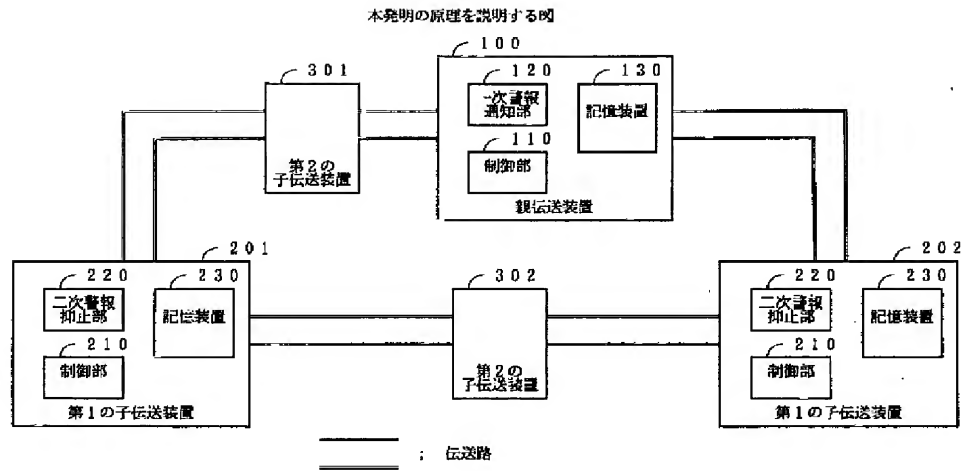 本発明の原理を説明する図
100
301
120
130
一次警報
通知部
記憶装置
110
制御部
第2の
子伝送装置
親伝送装置
201
202
220
230
302
220
230
二次警報
抑止部
記憶装置
二次警報
抑止部
記憶装置
210
制御部
210
制御部
第2の
子伝送装置
第1の子伝送装置
第1の子伝送装置
; 伝送路